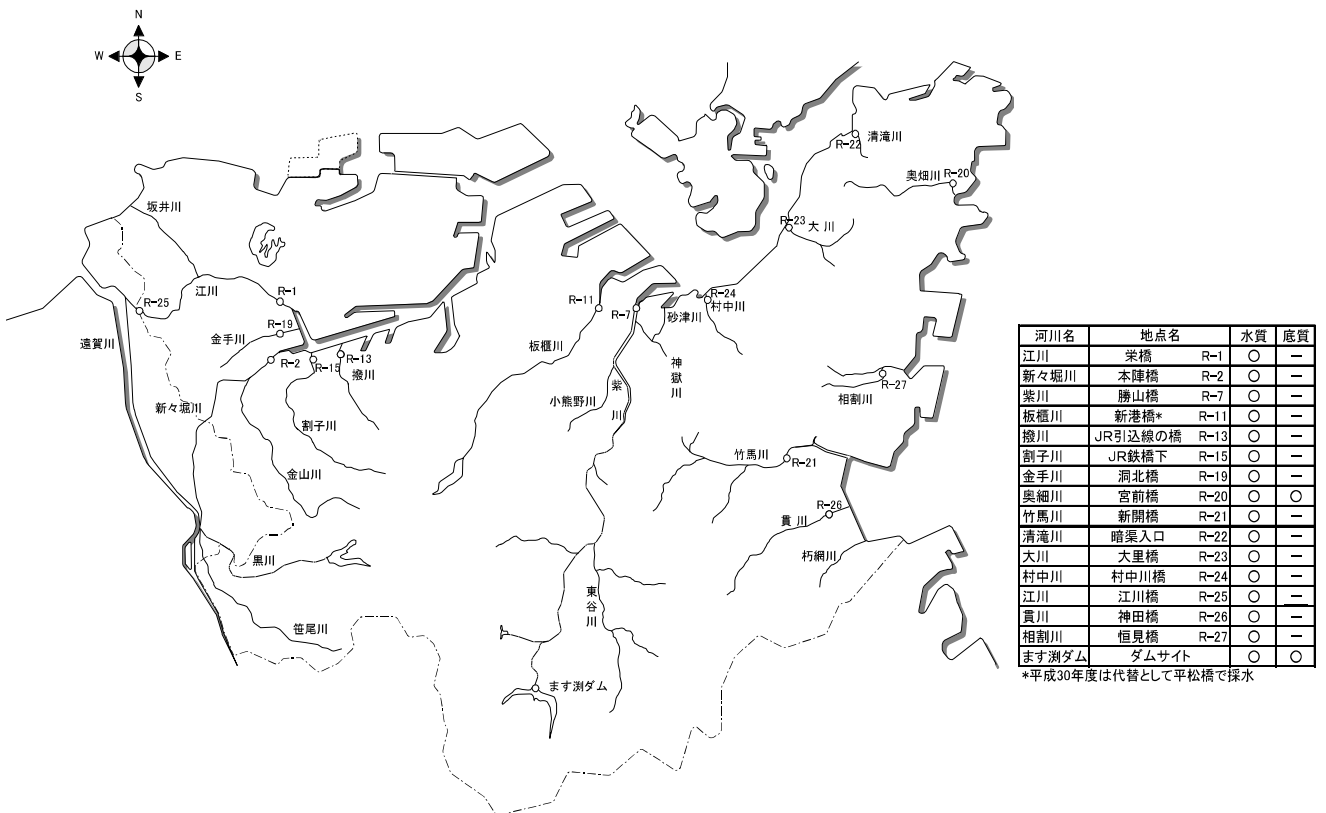 N
W
E
S
清滝川
R-22
奥畑川 R-20
坂井川
R-23
大川
江川
R-1
R-25
R-24
村中川
R-11
R-7
砂津川
R-19
金手川
遠賀川
板櫃川
R-2
R-15
R-13
撥川
神嶽川
紫川
R-27
相割川
新々堀川
小熊野川
割子川
竹馬川
R-21
金山川
R-26
貫川
朽網川
黒川
東谷川
笹尾川
ます渕ダム
河川名 地点名 水質 底質
江川 栄橋 R-1 ○ －
新々堀川 本陣橋 R-2 ○ －
紫川 勝山橋 R-7 ○ －
板櫃川 新港橋* R-11 ○ －
撥川 JR引込線の橋 R-13 ○ －
割子川 JR鉄橋下 R-15 ○ －
金手川 洞北橋 R-19 ○ －
奥細川 宮前橋 R-20 ○ ○
竹馬川 新開橋 R-21 ○ －
清滝川 暗渠入口 R-22 ○ －
大川 大里橋 R-23 ○ －
村中川 村中川橋 R-24 ○ －
江川 江川橋 R-25 ○ －
貫川 神田橋 R-26 ○ －
相割川 恒見橋 R-27 ○ －
ます渕ダム ダムサイト ○ ○
*平成30年度は代替として平松橋で採水